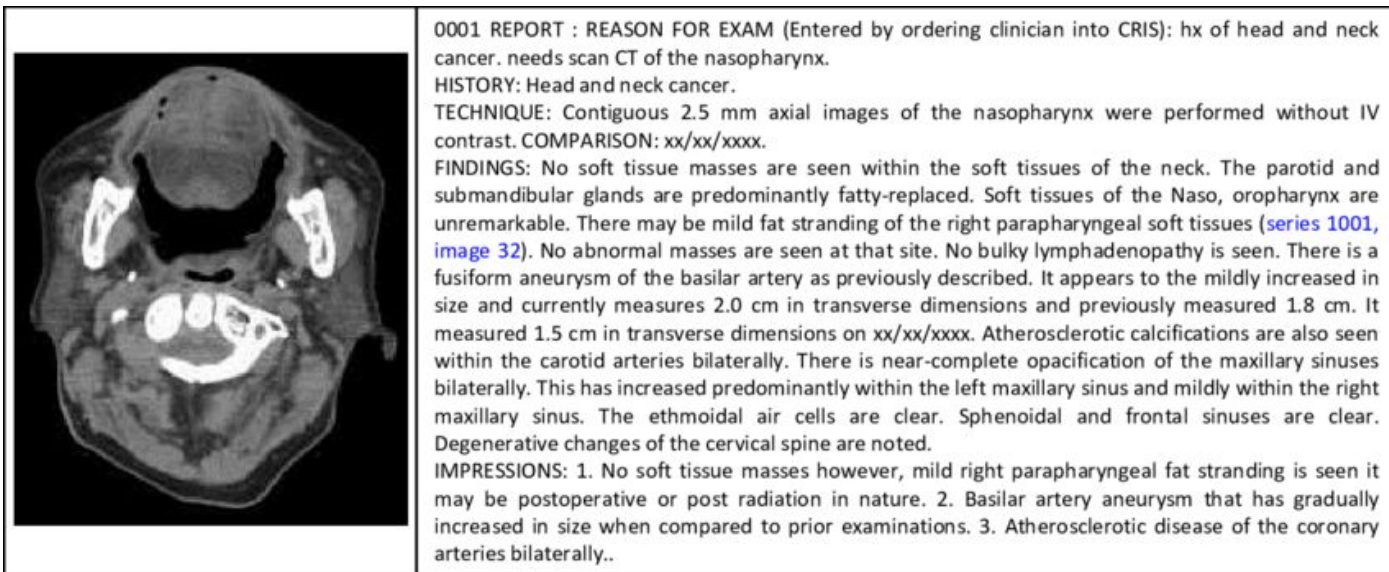 0001 REPORT : REASON FOR EXAM (Entered by ordering clinician into CRIS): hx of head and neck
cancer. needs scan CT of the nasopharynx.
HISTORY: Head and neck cancer.
TECHNIQUE: Contiguous 2.5 mm axial images of the nasopharynx were performed without IV
contrast. COMPARISON: xx/xx/xxxx.
FINDINGS: No soft tissue masses are seen within the soft tissues of the neck. The parotid and
submandibular glands are predominantly fatty-replaced. Soft tissues of the Naso, oropharynx are
unremarkable. There may be mild fat stranding of the right parapharyngeal soft tissues (series 1001,
image 32). No abnormal masses are seen at that site. No bulky lymphadenopathy is seen. There is a
fusiform aneurysm of the basilar artery as previously described. It appears to the mildly increased in
size and currently measures 2.0 cm in transverse dimensions and previously measured 1.8 cm. It
measured 1.5 cm in transverse dimensions on xx/xx/xxxx. Atherosclerotic calcifications are also seen
within the carotid arteries bilaterally. There is near-complete opacification of the maxillary sinuses
bilaterally. This has increased predominantly within the left maxillary sinus and mildly within the right
maxillary sinus. The ethmoidal air cells are clear. Sphenoidal and frontal sinuses are clear.
Degenerative changes of the cervical spine are noted.
IMPRESSIONS: 1. No soft tissue masses however, mild right parapharyngeal fat stranding is seen it
may be postoperative or post radiation in nature. 2. Basilar artery aneurysm that has gradually
increased in size when compared to prior examinations. 3. Atherosclerotic disease of the coronary
arteries bilaterally..